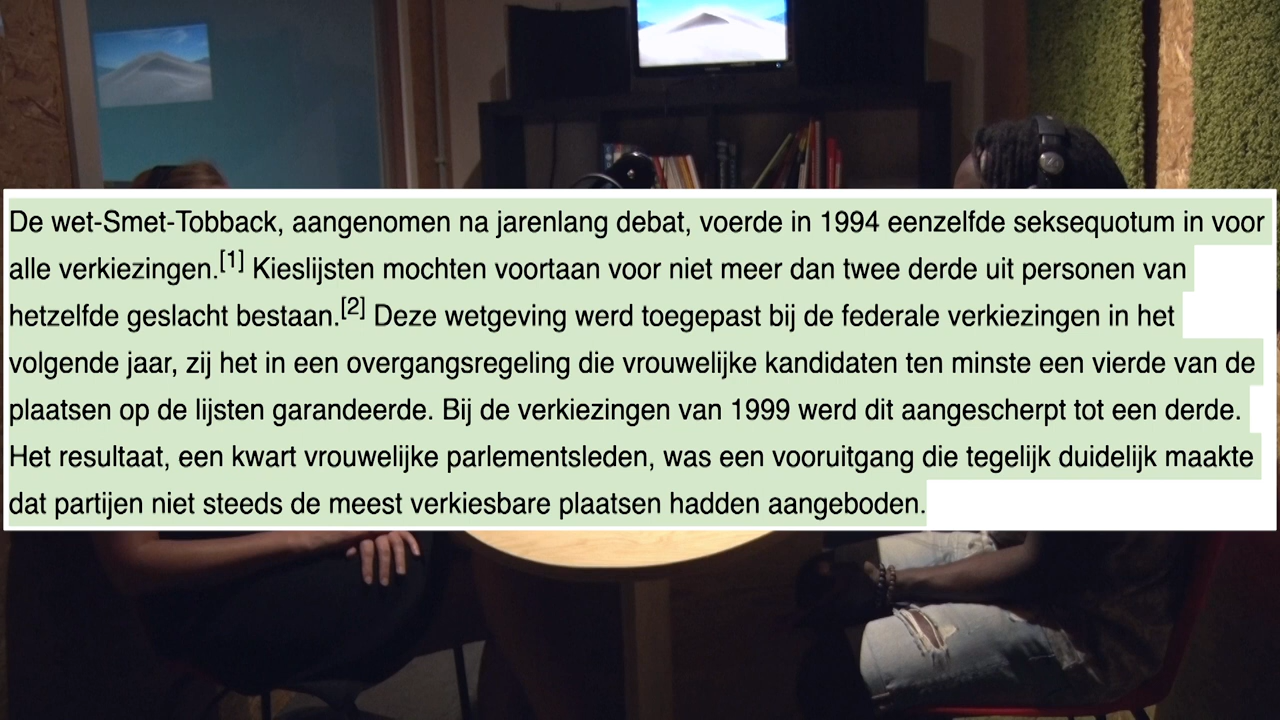 De wet-Smet-Tobback, aangenomen na jarenlang debat, voerde in 1994 eenzelfde seksequotum in voor
alle verkiezingen.[1] Kieslijsten mochten voortaan voor niet meer dan twee derde uit personen van
hetzelfde geslacht bestaan.[2] Deze wetgeving werd toegepast bij de federale verkiezingen in het
volgende jaar, zij het in een overgangsregeling die vrouwelijke kandidaten ten minste een vierde van de
plaatsen op de lijsten garandeerde. Bij de verkiezingen van 1999 werd dit aangescherpt tot een derde.
Het resultaat, een kwart vrouwelijke parlementsleden, was een vooruitgang die tegelijk duidelijk maakte
dat partijen niet steeds de meest verkiesbare plaatsen hadden aangeboden.